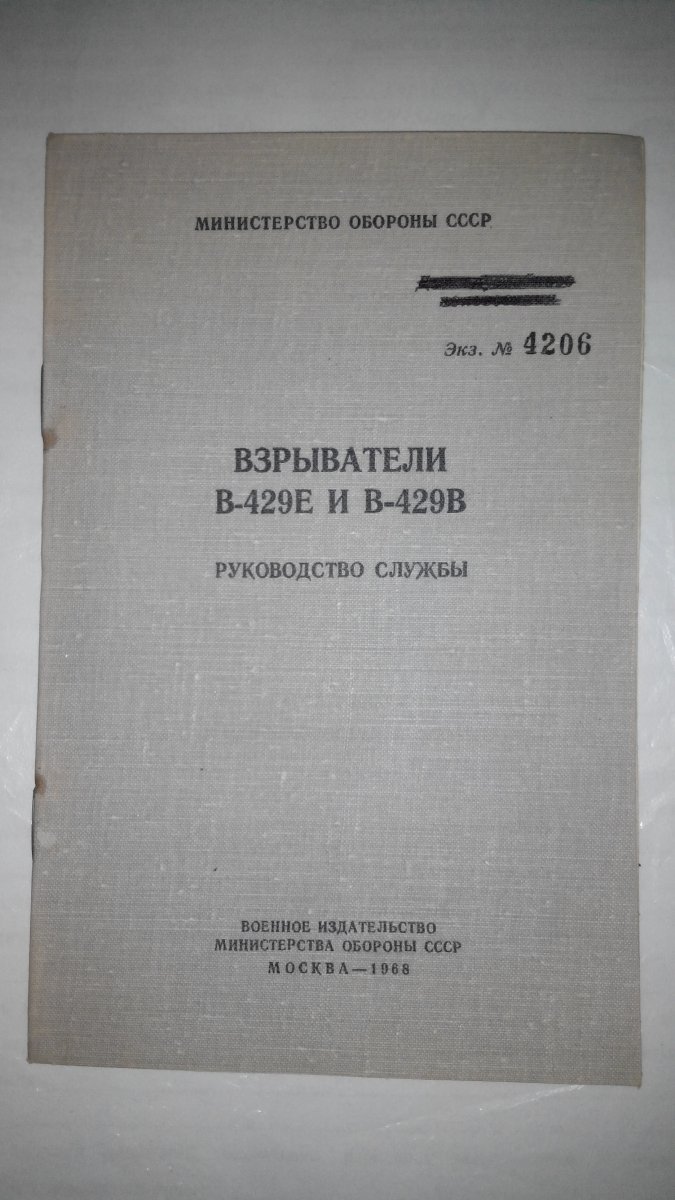 МИНИСТЕРСТВО ОБОРОНЫ СССР
Экз. № 4206
ВЗРЫВАТЕЛИ
В-429Е И В-429В
РУКОВОДСТВО СЛУЖБЫ
ВОЕННОЕ ИЗДАТЕЛЬСТВО
МИНИСТЕРСТВА ОБОРОНЫ СССР
МОСКВА—1968